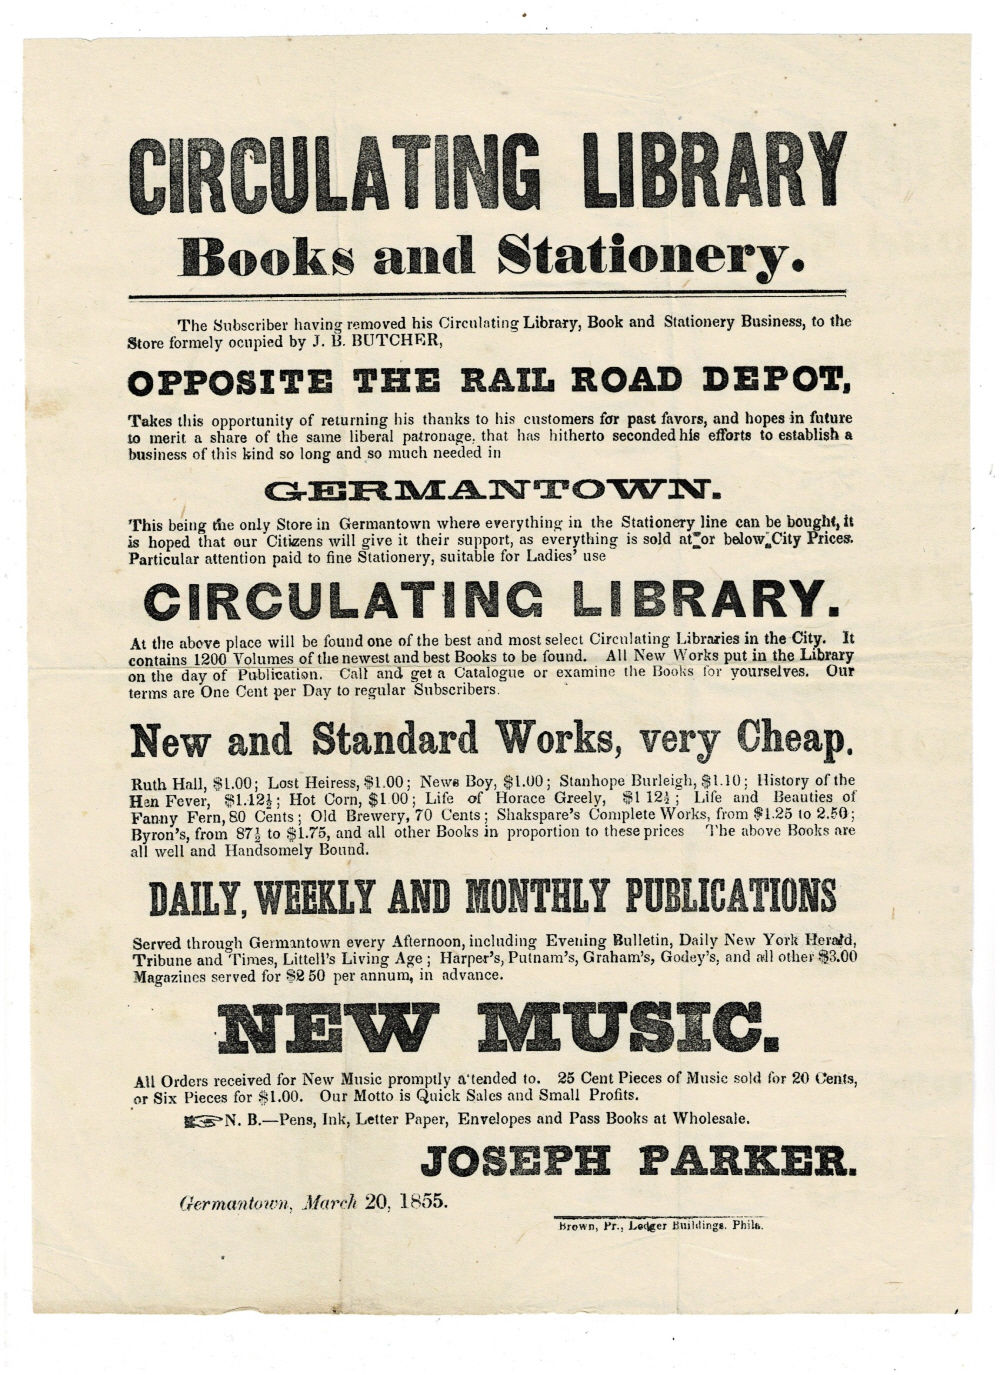 CIRCULATING LIBRARY
Books and Stationery.
The Subscriber having removed his Circulating Library, Book and Stationery Business, to the
Store formely ocupied by J. B. BUTCHER,
OPPOSITE THE RAIL ROAD DEPOT,
Takes this opportunity of returning his thanks to his customers for past favors, and hopes in future
to merit a share of the same liberal patronage, that has hitherto seconded his efforts to establish a
business of this kind so long and so much needed in
GERMANTOWN.
This being the only Store in Germantown where everything in the Stationery line can be bought, it
is hoped that our Citizens will give it their support, as everything is sold at or below City Prices.
Particular attention paid to fine Stationery, suitable for Ladies' use
CIRCULATING LIBRARY.
At the above place will be found one of the best and most select Circulating Libraries in the City. It
contains 1200 Volumes of the newest and best Books to be found. All New Works put in the Library
on the day of Publication. Call and get a Catalogue or examine the Books for yourselves. Our
terms are One Cent per Day to regular Subscribers.
New and Standard Works, very Cheap.
Ruth Hall, $1.00; Lost Heiress, $1.00; News Boy, $1.00; Stanhope Burleigh, $1.10; History of the
Hen Fever, $1.12½; Hot Corn, $1 00; Life of Horace Greely, $1 12½; Life and Beauties of
Fanny Fern, 80 Cents; Old Brewery, 70 Cents; Shakspare's Complete Works, from $1.25 to 2.50;
Byron's, from 87½ to $1.75, and all other Books in proportion to these prices The above Books are
all well and Handsomely Bound.
DAILY, WEEKLY AND MONTHLY PUBLICATIONS
Served through Germantown every Afternoon, including Evening Bulletin, Daily New York Herald,
Tribune and Times, Littell's Living Age; Harper's, Putnam's, Graham's, Godey's, and all other $3.00
Magazines served for $2 50 per annum, in advance.
NEW MUSIC.
All Orders received for New Music promptly a'tended to. 25 Cent Pieces of Music sold for 20 Cents,
or Six Pieces for $1.00. Our Motto is Quick Sales and Small Profits.
☞N. B.—Pens, Ink, Letter Paper, Envelopes and Pass Books at Wholesale.
JOSEPH PARKER.
Germantown, March 20, 1855.
Brown, Pr., Ledger Buildings. Phila.